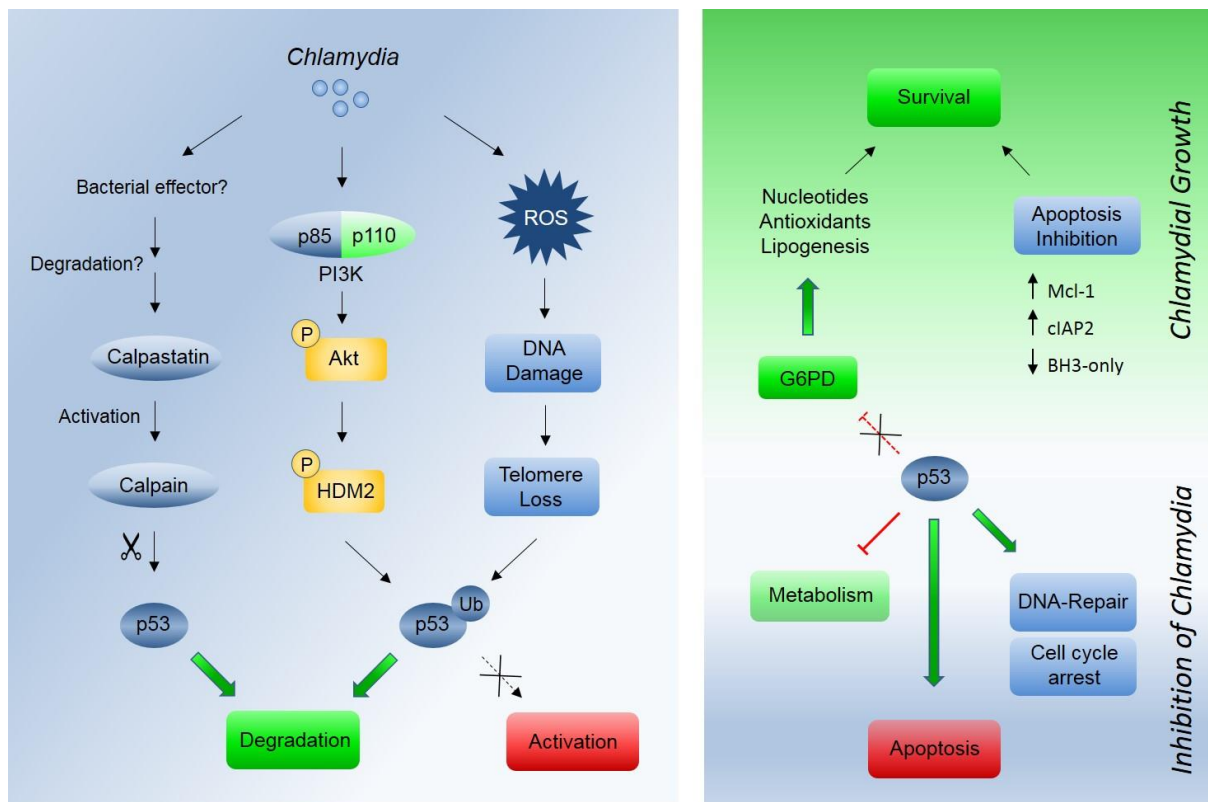 Chlamydia
Bacterial effector?
Degradation?
Calpastatin
Activation
Calpain
p53
p85
p110
PI3K
P
Akt
P
HDM2
ROS
DNA
Damage
Telomere
Loss
p53
Ub
Degradation
Activation
Survival
Nucleotides
Antioxidants
Lipogenesis
Apoptosis
Inhibition
Mcl-1
cIAP2
BH3-only
G6PD
p53
Metabolism
DNA-Repair
Cell cycle
arrest
Apoptosis
Chlamydial Growth
Inhibition of Chlamydia